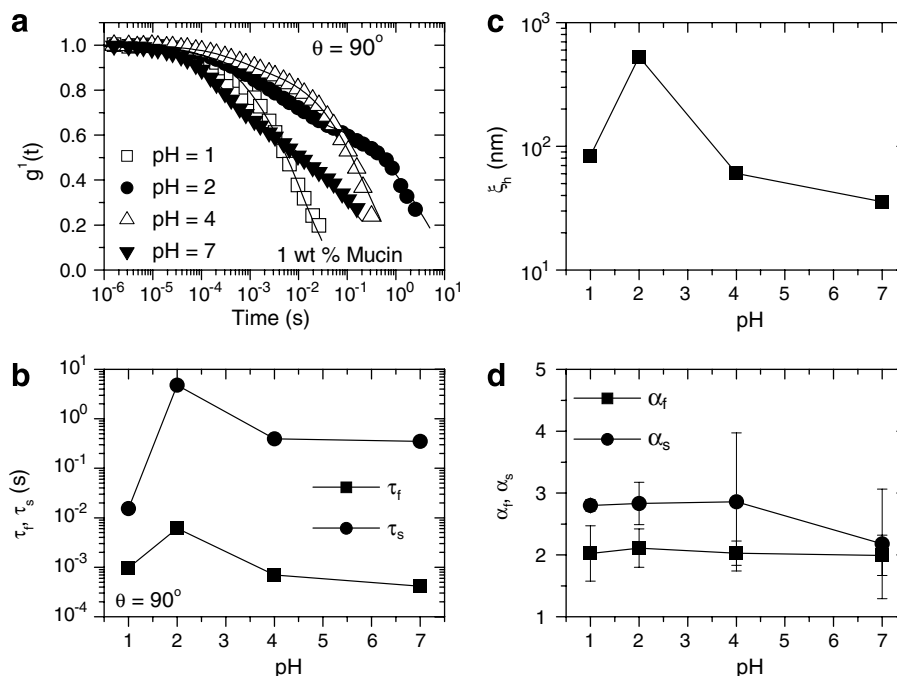 a
θ = 90°
g¹(t)
1.0
0.8
0.6
0.4
0.2
0.0
pH = 1
pH = 2
pH = 4
pH = 7
1 wt % Mucin
10⁻⁶ 10⁻⁵ 10⁻⁴ 10⁻³ 10⁻² 10⁻¹ 10⁰ 10¹
Time (s)
c
ξₕ (nm)
10³
10²
10¹
1 2 3 4 5 6 7
pH
b
τf, τs (s)
10¹
10⁰
10⁻¹
10⁻²
10⁻³
10⁻⁴
τf
τs
θ = 90°
1 2 3 4 5 6 7
pH
d
αf, αs
5
4
3
2
1
αf
αs
1 2 3 4 5 6 7
pH